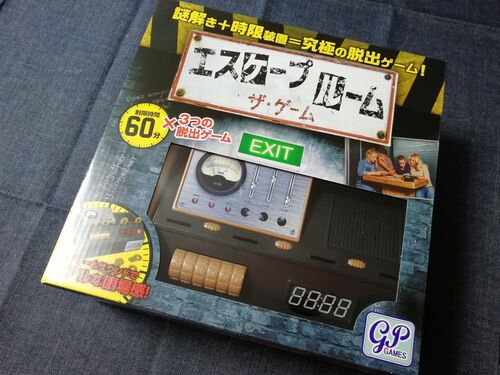 謎解き+時限装置=究極の脱出ゲーム!
エスケープ ルーム
ザ・ゲーム
制限時間
60分
×3つの
脱出ゲーム
EXIT
GP
GAMES